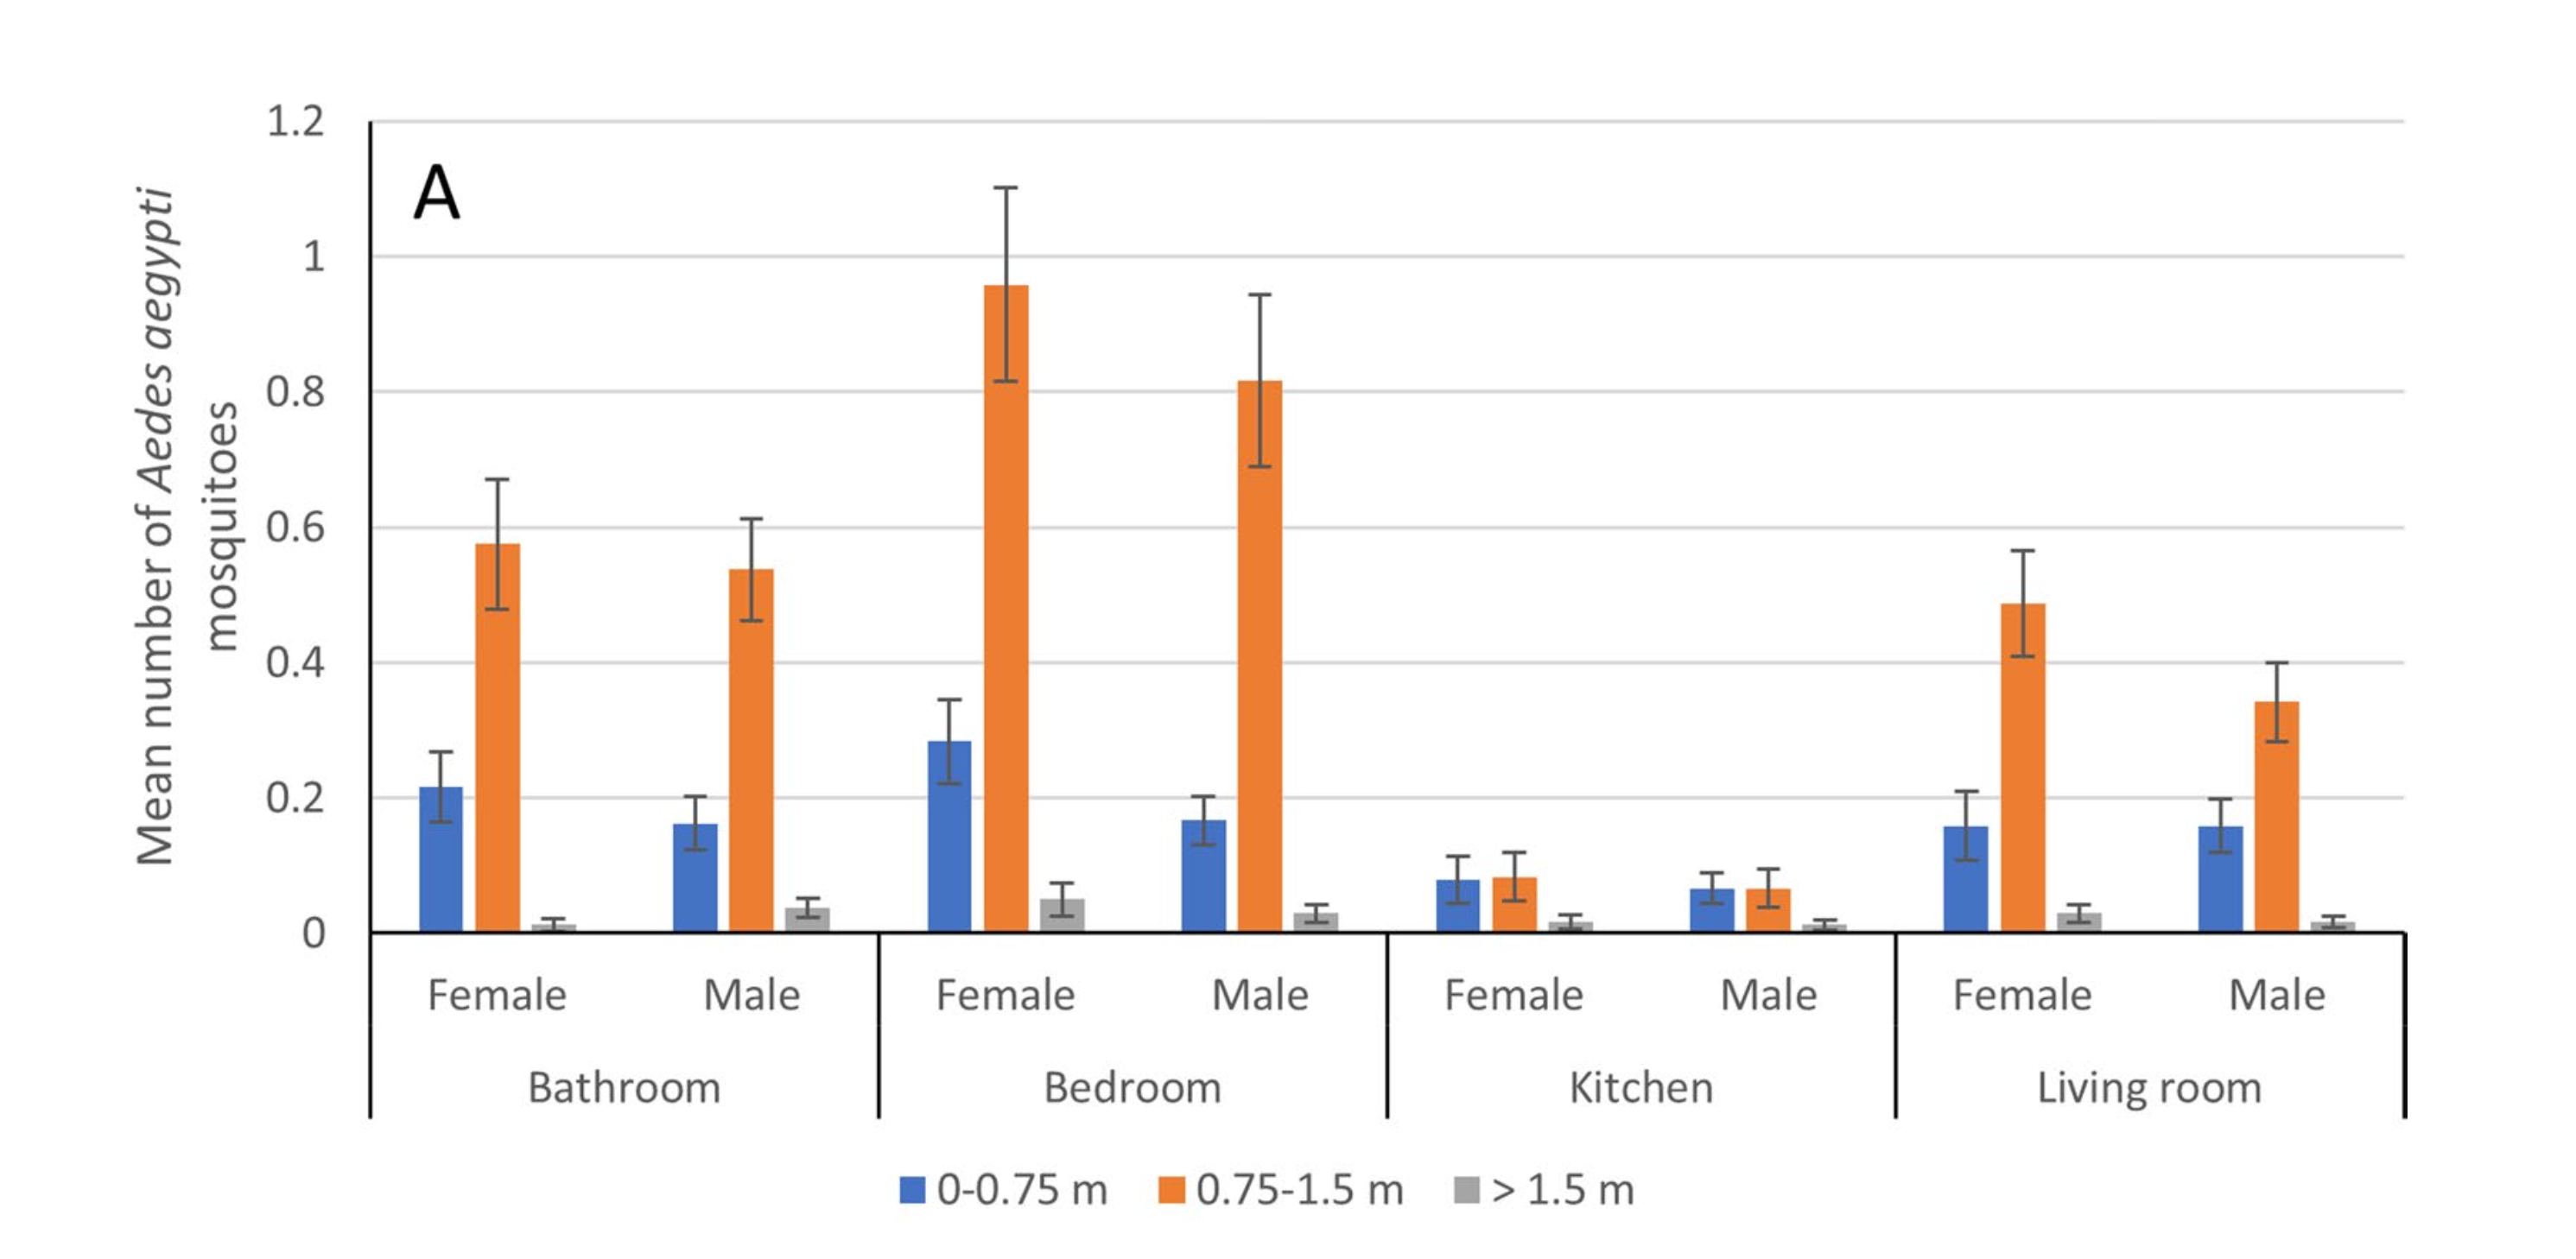 A
Mean number of Aedes aegypti
mosquitoes
1.2
1
0.8
0.6
0.4
0.2
0
Female Male Female Male Female Male Female Male
Bathroom Bedroom Kitchen Living room
0-0.75 m 0.75-1.5 m > 1.5 m